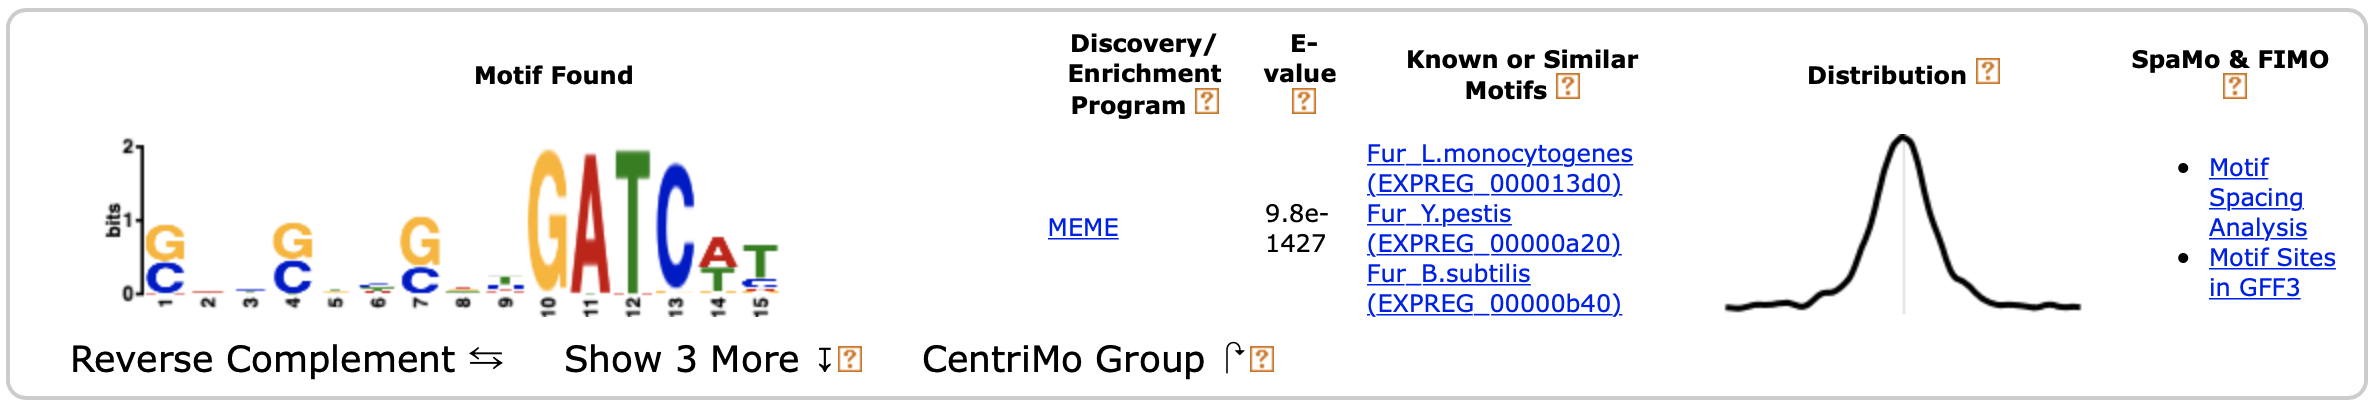 Motif Found
Discovery/
Enrichment
Program ?
E-
value
?
Known or Similar
Motifs ?
Distribution ?
SpaMo & FIMO
?
2
1
0
bits
G C G C G C G A T C A T T
1 2 3 4 5 6 7 8 9 10 11 12 13 14 15
MEME
9.8e-
1427
Fur_L.monocytogenes
(EXPREG_000013d0)
Fur_Y.pestis
(EXPREG_00000a20)
Fur_B.subtilis
(EXPREG_00000b40)
• Motif
Spacing
Analysis
• Motif Sites
in GFF3
Reverse Complement ⇆ Show 3 More ↧ ? CentriMo Group ↱ ?